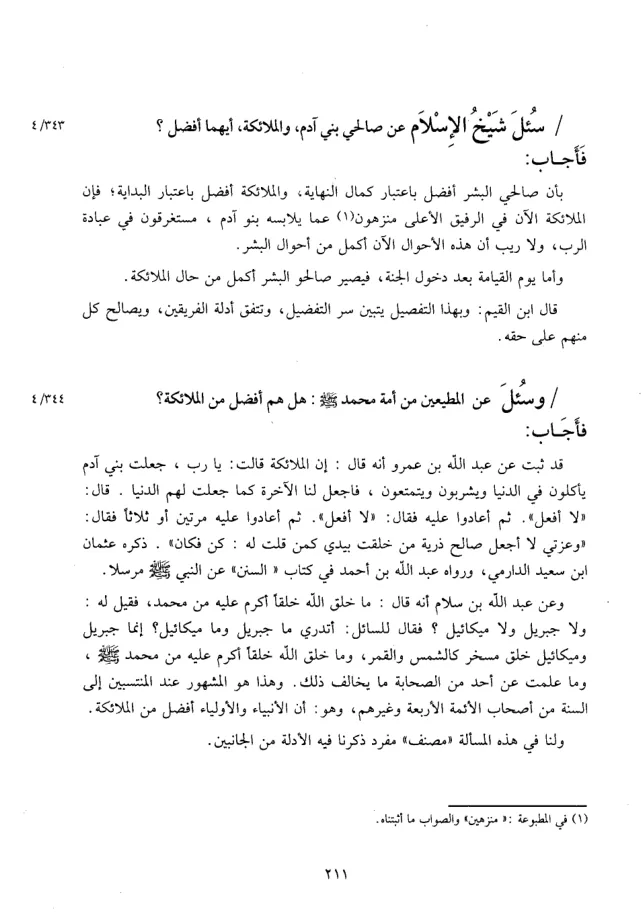 / سُئلَ شَيْخُ الإِسْلاَم عن صالحي بني آدم، والملائكة، أيهما أفضل ؟ ٤/٣٤٣
فَأَجـاب:
بأن صالحي البشر أفضل باعتبار كمال النهاية، والملائكة أفضل باعتبار البداية؛ فإن
الملائكة الآن في الرفيق الأعلى منزهون(١) عما يلابسه بنو آدم ، مستغرقون في عبادة
الرب، ولا ريب أن هذه الأحوال الآن أكمل من أحوال البشر.
وأما يوم القيامة بعد دخول الجنة، فيصير صالحو البشر أكمل من حال الملائكة.
قال ابن القيم: وبهذا التفصيل يتبين سر التفضيل، وتتفق أدلة الفريقين، ويصالح كل
منهم على حقه.
/ وسُئلَ عن المطيعين من أمة محمد ﷺ : هل هم أفضل من الملائكة؟ ٤/٣٤٤
فأَجَـاب:
قد ثبت عن عبد اللّه بن عمرو أنه قال : إن الملائكة قالت: يا رب ، جعلت بني آدم
يأكلون في الدنيا ويشربون ويتمتعون ، فاجعل لنا الآخرة كما جعلت لهم الدنيا . قال:
«لا أفعل». ثم أعادوا عليه فقال: «لا أفعل». ثم أعادوا عليه مرتين أو ثلاثاً فقال:
«وعزتي لا أجعل صالح ذرية من خلقت بيدي كمن قلت له : كن فكان» . ذكره عثمان
ابن سعيد الدارمي، ورواه عبد اللّه بن أحمد في كتاب « السنن» عن النبي ﷺ مرسلا.
وعن عبد اللّه بن سلام أنه قال : ما خلق اللّه خلقاً أكرم عليه من محمد، فقيل له :
ولا جبريل ولا ميكائيل ؟ فقال للسائل: أتدري ما جبريل وما ميكائيل؟ إنما جبريل
وميكائيل خلق مسخر كالشمس والقمر، وما خلق اللّه خلقاً أكرم عليه من محمد ﷺ ،
وما علمت عن أحد من الصحابة ما يخالف ذلك. وهذا هو المشهور عند المنتسبين إلى
السنة من أصحاب الأئمة الأربعة وغيرهم، وهو: أن الأنبياء والأولياء أفضل من الملائكة.
ولنا في هذه المسألة «مصنف» مفرد ذكرنا فيه الأدلة من الجانبين.
(١) في المطبوعة :« منزهين» والصواب ما أثبتناه.
٢١١